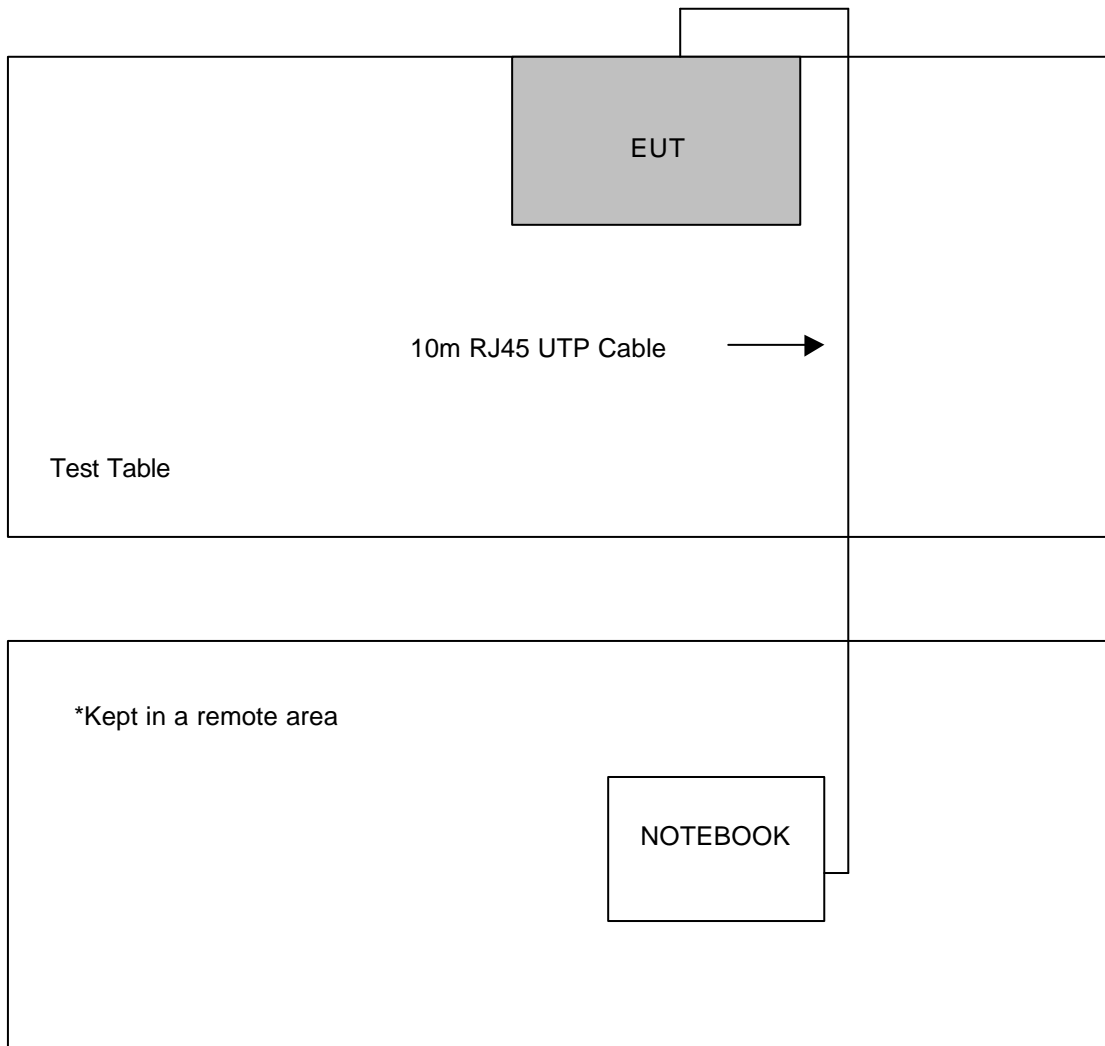 EUT
10m RJ45 UTP Cable
Test Table
*Kept in a remote area
NOTEBOOK